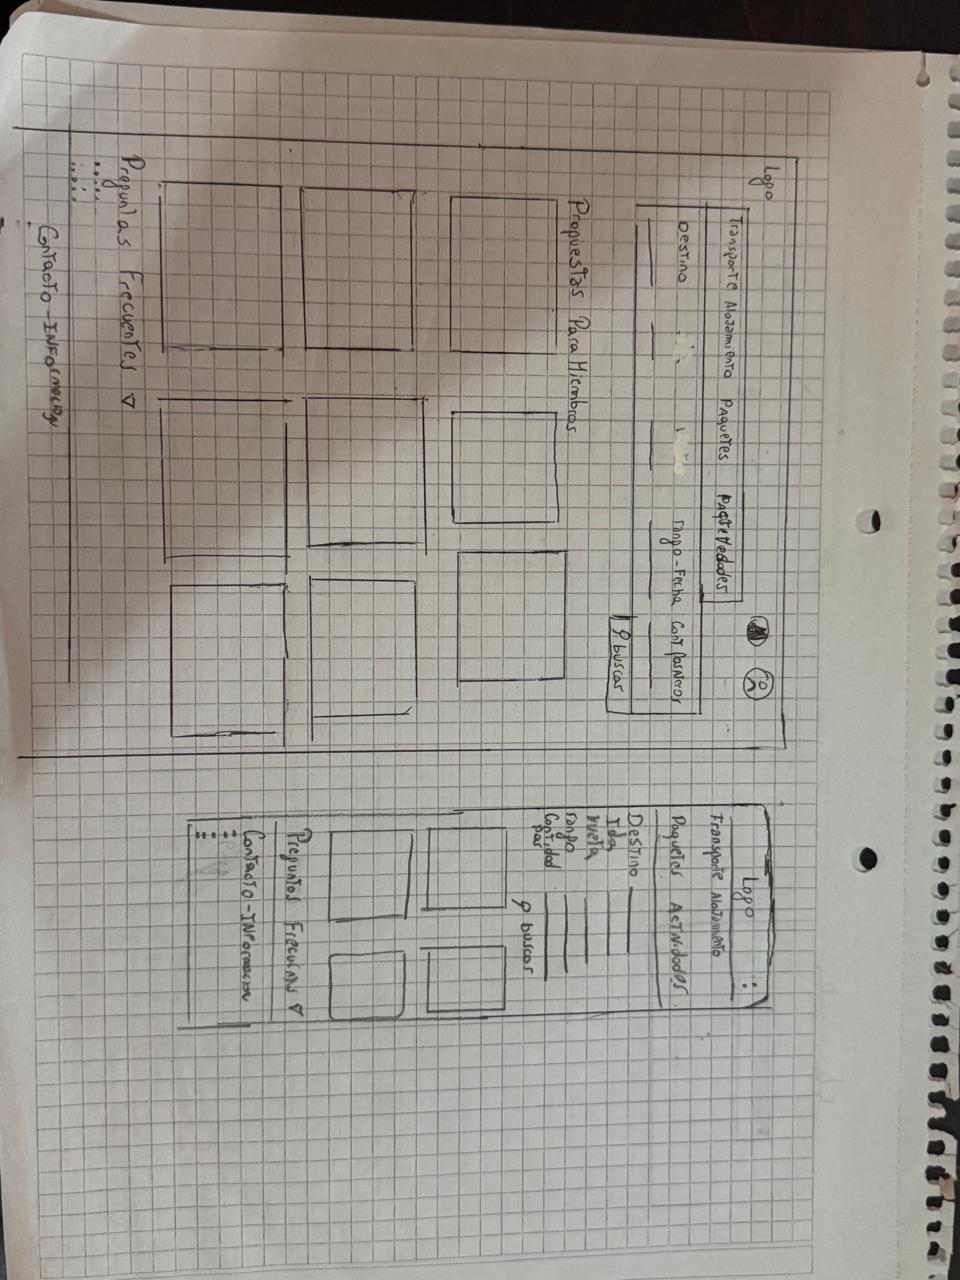 Logo
Transporte Alojamiento Paquetes
Destino
rango-Fecha Cant Pasajeros
buscar
Propuestas Para Miembros
Preguntas Frecuentes
Contacto-INFormacion
Logo
Transporte Alojamiento
Paquetes Actividades
Destino
Ida
vuelta
rango
Cantidad
pas
buscar
Preguntas Frecuentes
Contacto-INFormacion